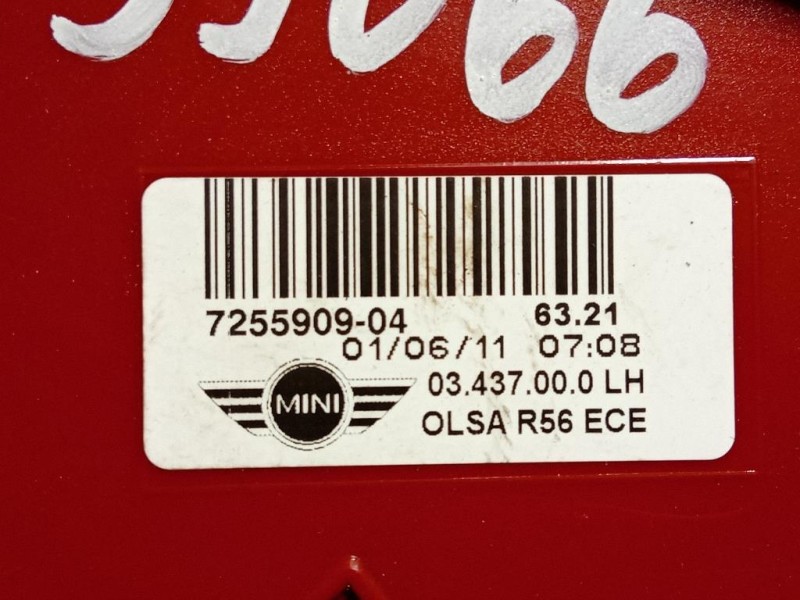 7255909-04 63.21
01/06/11 07:08
03.437.00.0 LH
MINI
OLSA R56 ECE